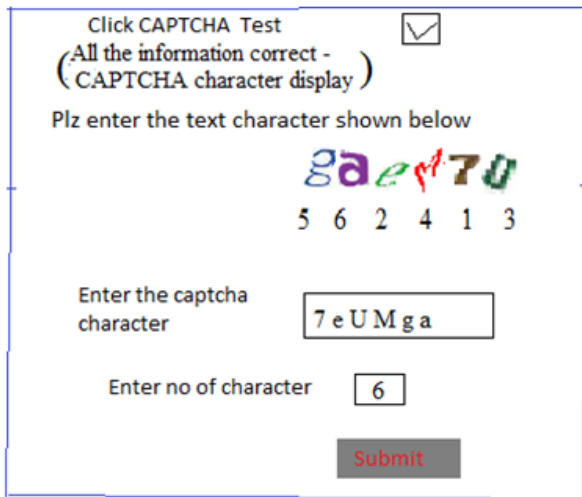 Click CAPTCHA Test
(All the information correct -
CAPTCHA character display)
Plz enter the text character shown below
g a e M 7 U
5 6 2 4 1 3
Enter the captcha
character
7 e U M g a
Enter no of character
6
Submit